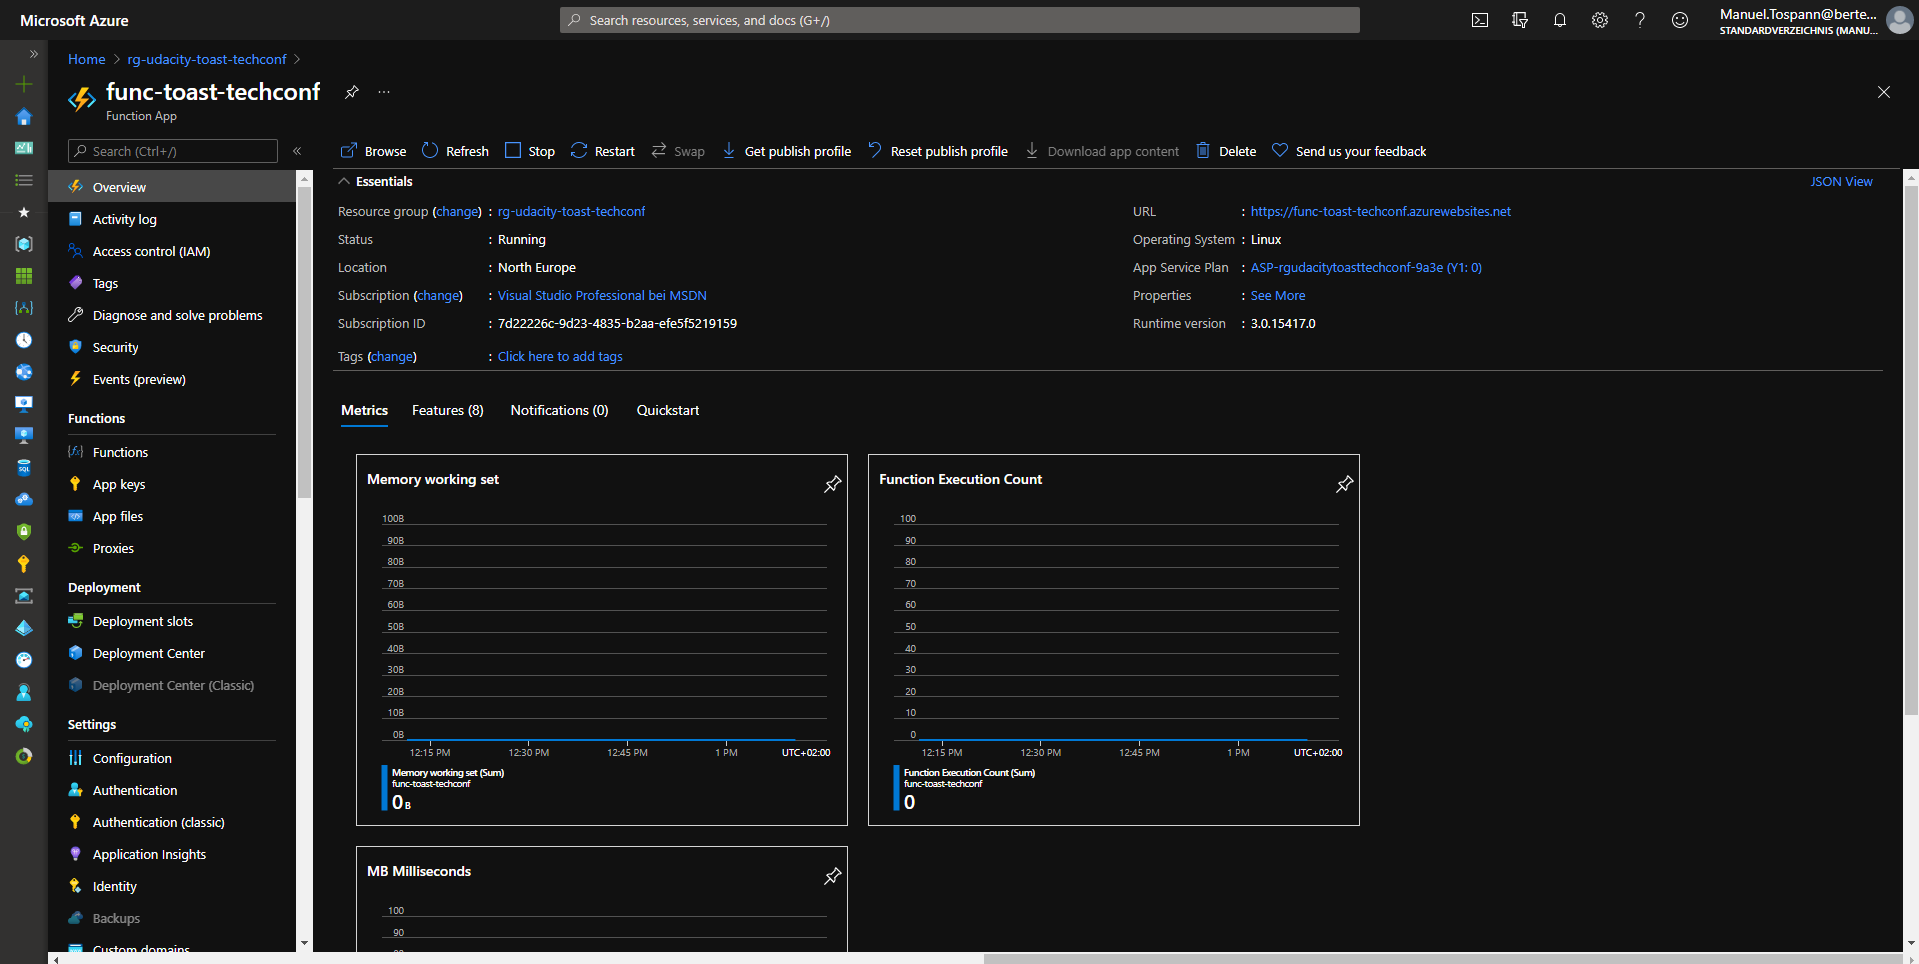 Microsoft Azure
Search resources, services, and docs (G+/)
Manuel.Tospann@berte...
STANDARDVERZEICHNIS (MANU...
Home > rg-udacity-toast-techconf >
func-toast-techconf
Function App
Search (Ctrl+/)
Browse Refresh Stop Restart Swap Get publish profile Reset publish profile Download app content Delete Send us your feedback
Overview
Activity log
Access control (IAM)
Tags
Diagnose and solve problems
Security
Events (preview)
Functions
Functions
App keys
App files
Proxies
Deployment
Deployment slots
Deployment Center
Deployment Center (Classic)
Settings
Configuration
Authentication
Authentication (classic)
Application Insights
Identity
Backups
Custom domains
Essentials
JSON View
Resource group (change) : rg-udacity-toast-techconf
Status : Running
Location : North Europe
Subscription (change) : Visual Studio Professional bei MSDN
Subscription ID : 7d22226c-9d23-4835-b2aa-efe5f5219159
Tags (change) : Click here to add tags
URL : https://func-toast-techconf.azurewebsites.net
Operating System : Linux
App Service Plan : ASP-rgudacitytoasttechconf-9a3e (Y1: 0)
Properties : See More
Runtime version : 3.0.15417.0
Metrics Features (8) Notifications (0) Quickstart
Memory working set
100B
90B
80B
70B
60B
50B
40B
30B
20B
10B
0B
12:15 PM 12:30 PM 12:45 PM 1 PM UTC+02:00
Memory working set (Sum)
func-toast-techconf
0 B
Function Execution Count
100
90
80
70
60
50
40
30
20
10
0
12:15 PM 12:30 PM 12:45 PM 1 PM UTC+02:00
Function Execution Count (Sum)
func-toast-techconf
0
MB Milliseconds
100
90